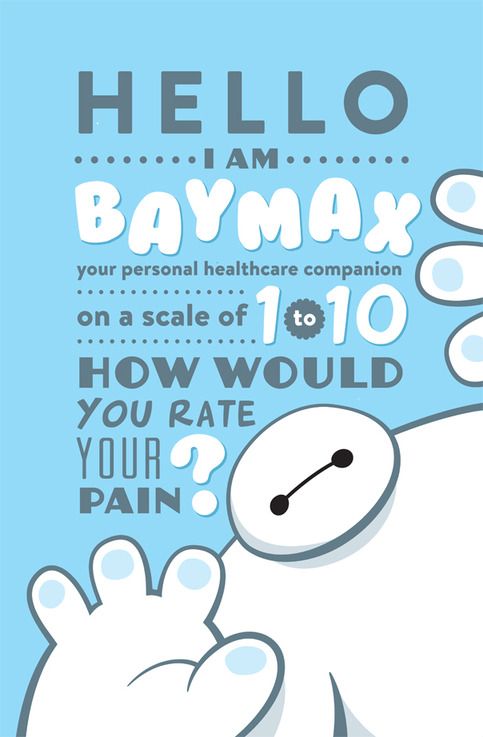 HELLO
I AM
BAYMAX
your personal healthcare companion
on a scale of 1 to 10
HOW WOULD
YOU RATE
YOUR
PAIN?